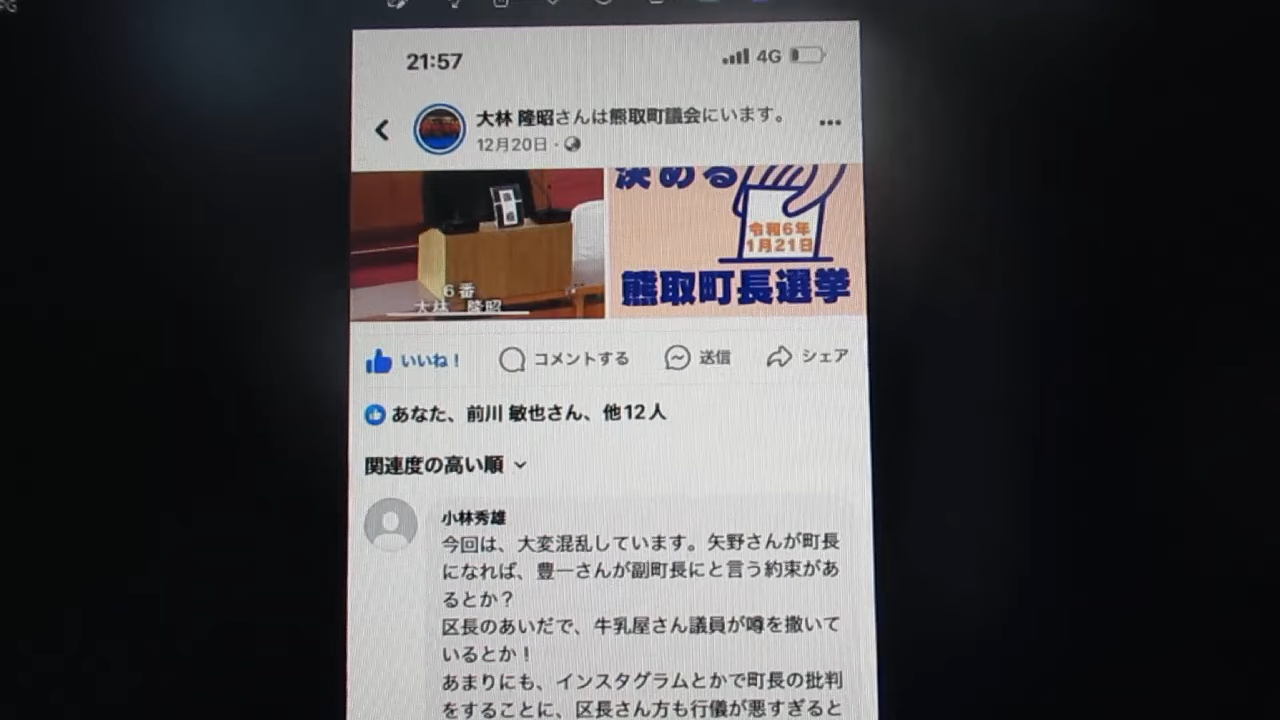 21:57
4G
大林 隆昭さんは熊取町議会にいます。
12月20日
決める
令和6年
1月21日
熊取町長選挙
6番
大林 隆昭
いいね！
コメントする
送信
シェア
あなた、前川 敏也さん、他12人
関連度の高い順
小林秀雄
今回は、大変混乱しています。矢野さんが町長
になれば、豊一さんが副町長にと言う約束があ
るとか？
区長のあいだで、牛乳屋さん議員が噂を撒いて
いるとか！
あまりにも、インスタグラムとかで町長の批判
をすることに、区長さん方も行儀が悪すぎると